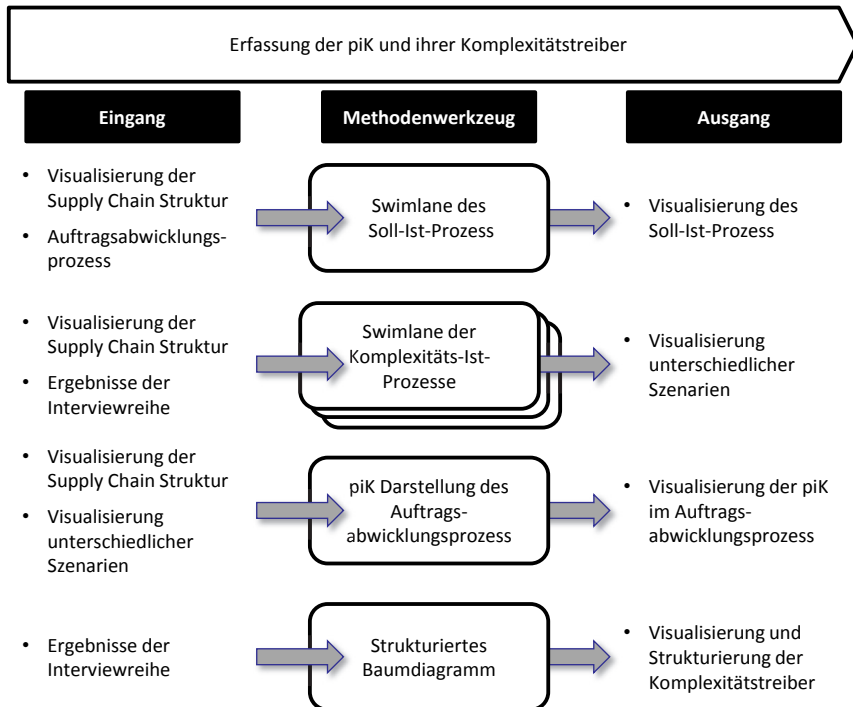 Erfassung der piK und ihrer Komplexitätstreiber
Eingang
Methodenwerkzeug
Ausgang
• Visualisierung der
Supply Chain Struktur
• Auftragsabwicklungs-
prozess
Swimlane des
Soll-Ist-Prozess
• Visualisierung des
Soll-Ist-Prozess
• Visualisierung der
Supply Chain Struktur
• Ergebnisse der
Interviewreihe
Swimlane der
Komplexitäts-Ist-
Prozesse
• Visualisierung
unterschiedlicher
Szenarien
• Visualisierung der
Supply Chain Struktur
• Visualisierung
unterschiedlicher
Szenarien
piK Darstellung des
Auftrags-
abwicklungsprozess
• Visualisierung der piK
im Auftrags-
abwicklungsprozess
• Ergebnisse der
Interviewreihe
Strukturiertes
Baumdiagramm
• Visualisierung und
Strukturierung der
Komplexitätstreiber